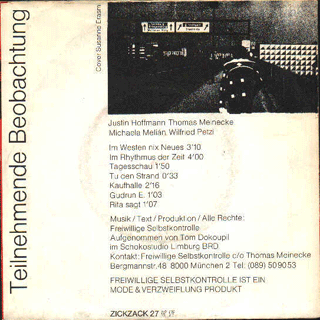 Teilnehmende Beobachtung
Cover: Susanne Erasmi
Justin Hoffmann Thomas Meinecke
Michaela Melián, Wilfried Petzi
Im Westen nix Neues 3'10
Im Rhythmus der Zeit 4'00
Tagesschau 1'50
Tu den Strand 0'33
Kaufhalle 2'16
Gudrun E. 1'03
Rita sagt 1'07
Musik / Text / Produktion / Alle Rechte:
Freiwillige Selbstkontrolle
Aufgenommen von Tom Dokoupil
im Schokostudio Limburg BRD
Kontakt: Freiwillige Selbstkontrolle c/o Thomas Meinecke
Bergmannstr. 48 8000 München 2 Tel. (089) 509053
FREIWILLIGE SELBSTKONTROLLE IST EIN
MODE & VERZWEIFLUNG PRODUKT
ZICKZACK 27